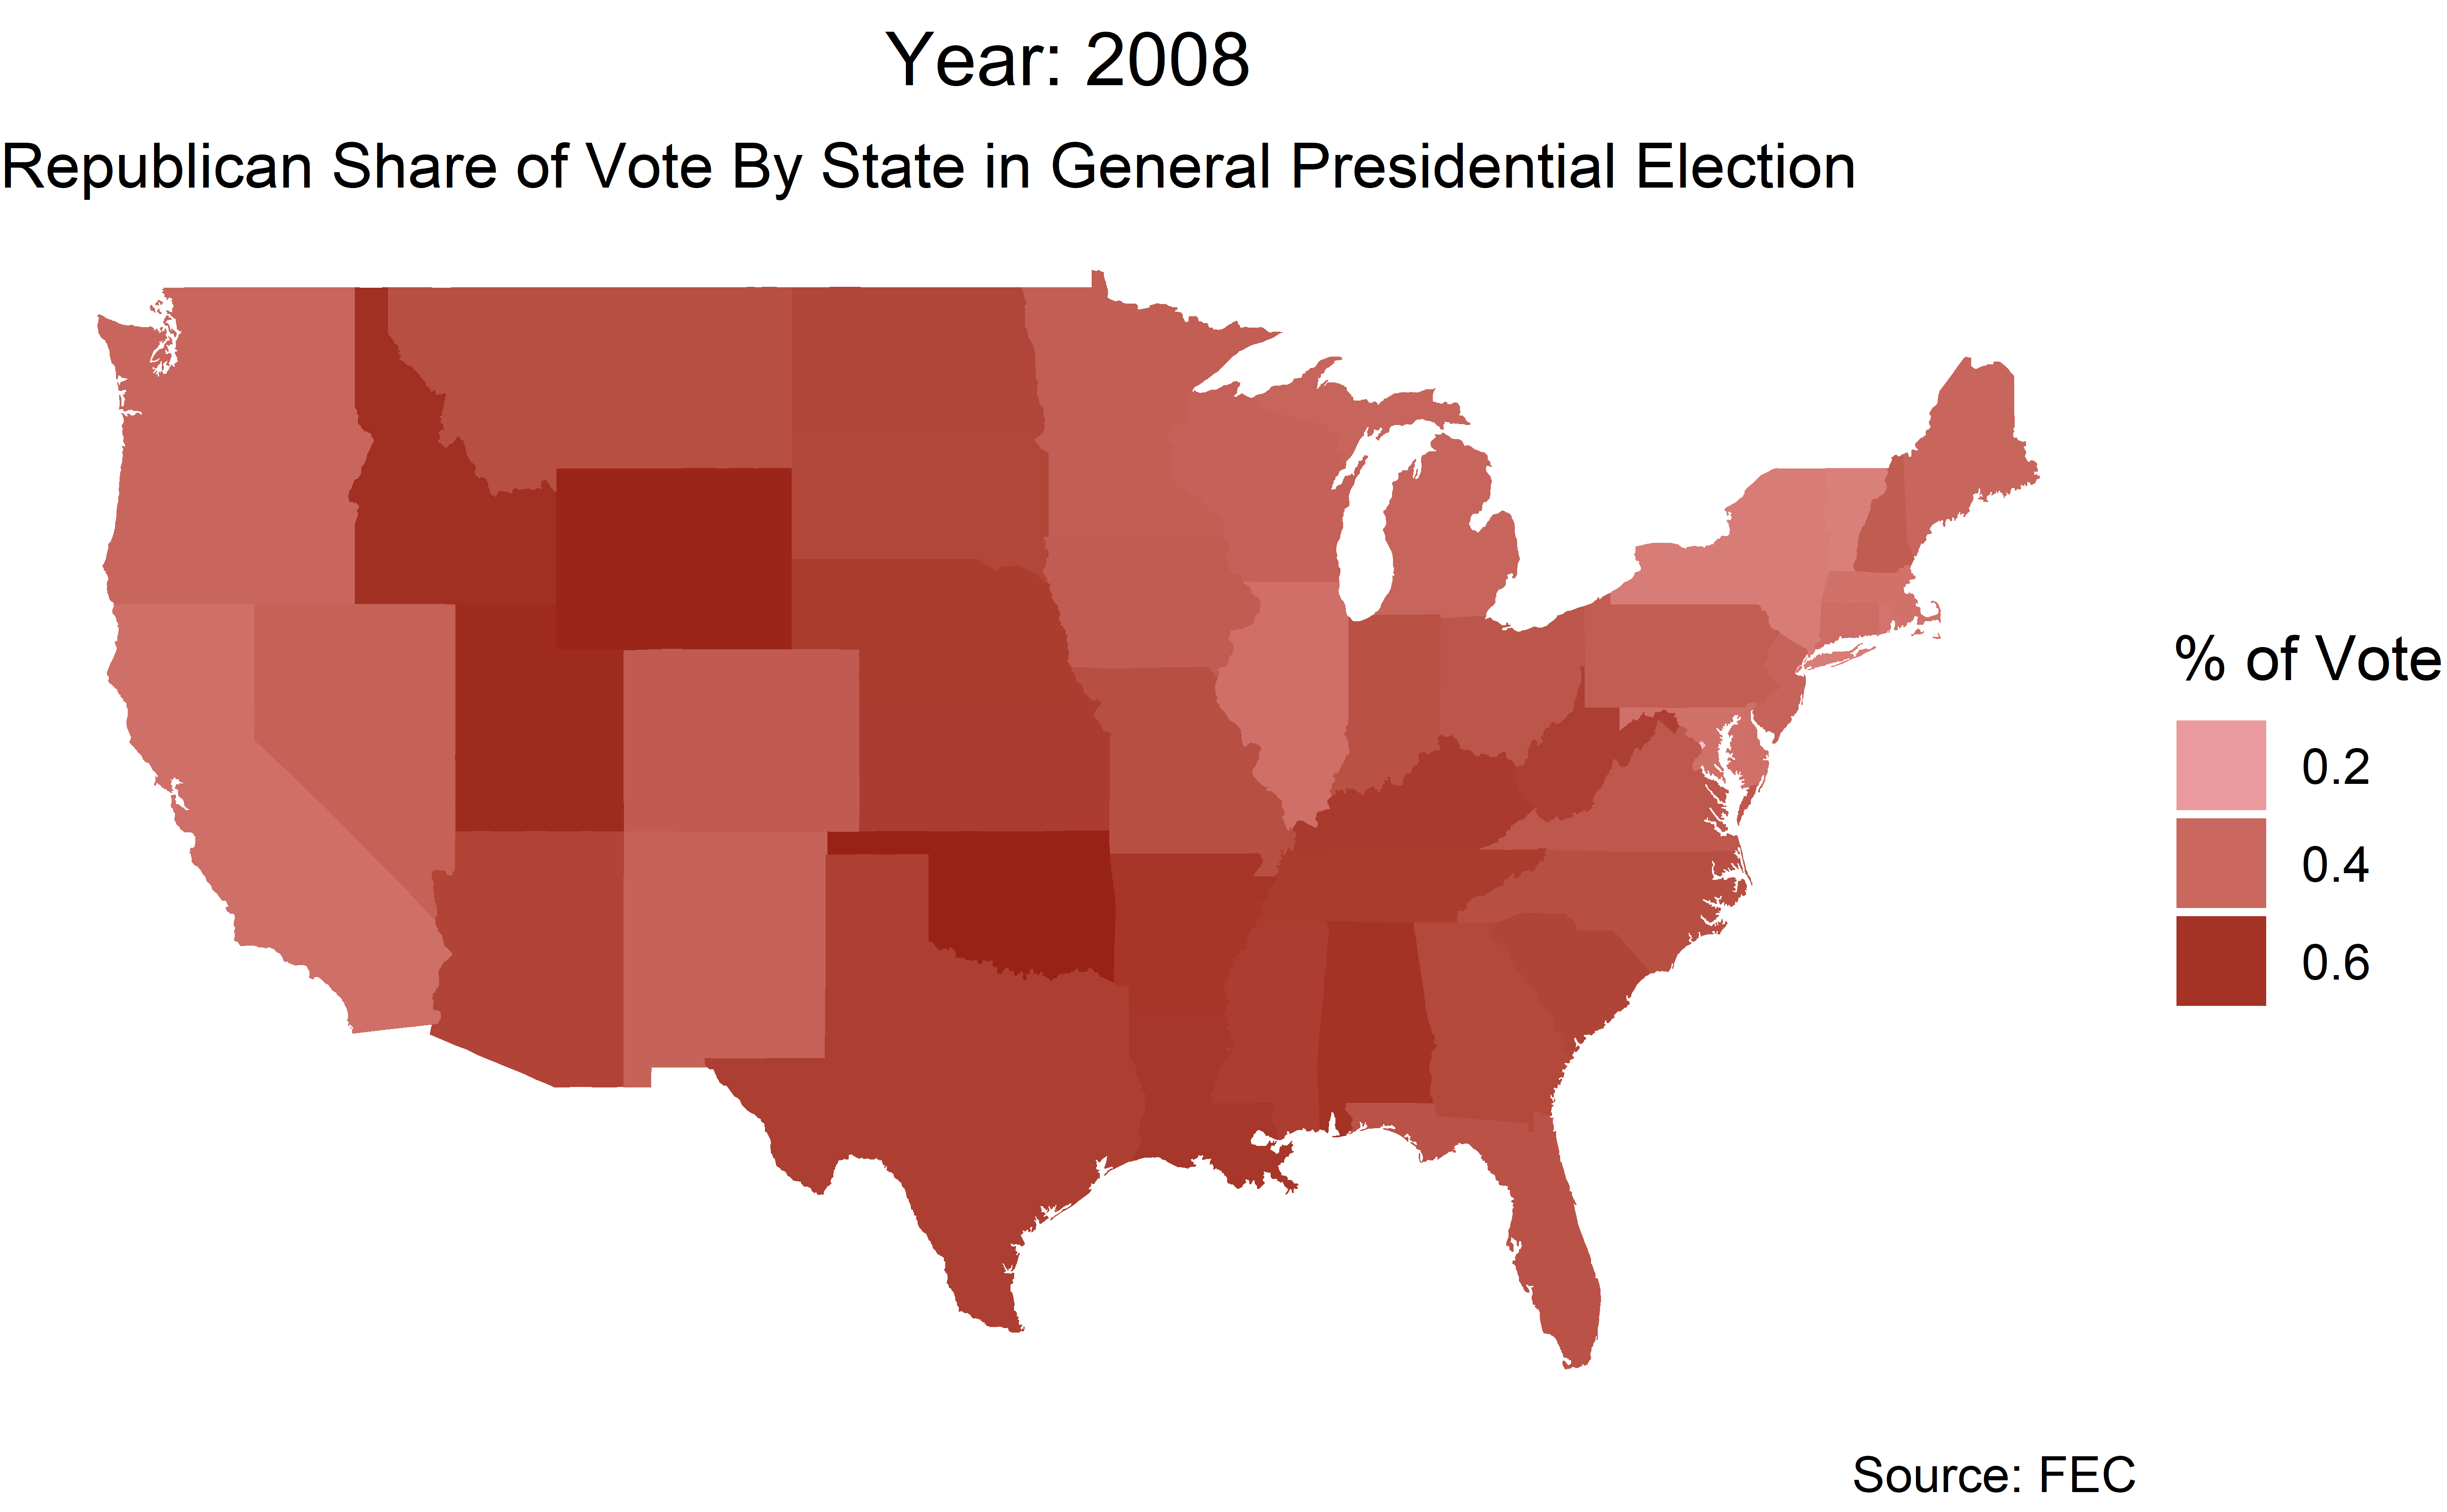 Year: 2008
Republican Share of Vote By State in General Presidential Election
% of Vote
0.2
0.4
0.6
Source: FEC